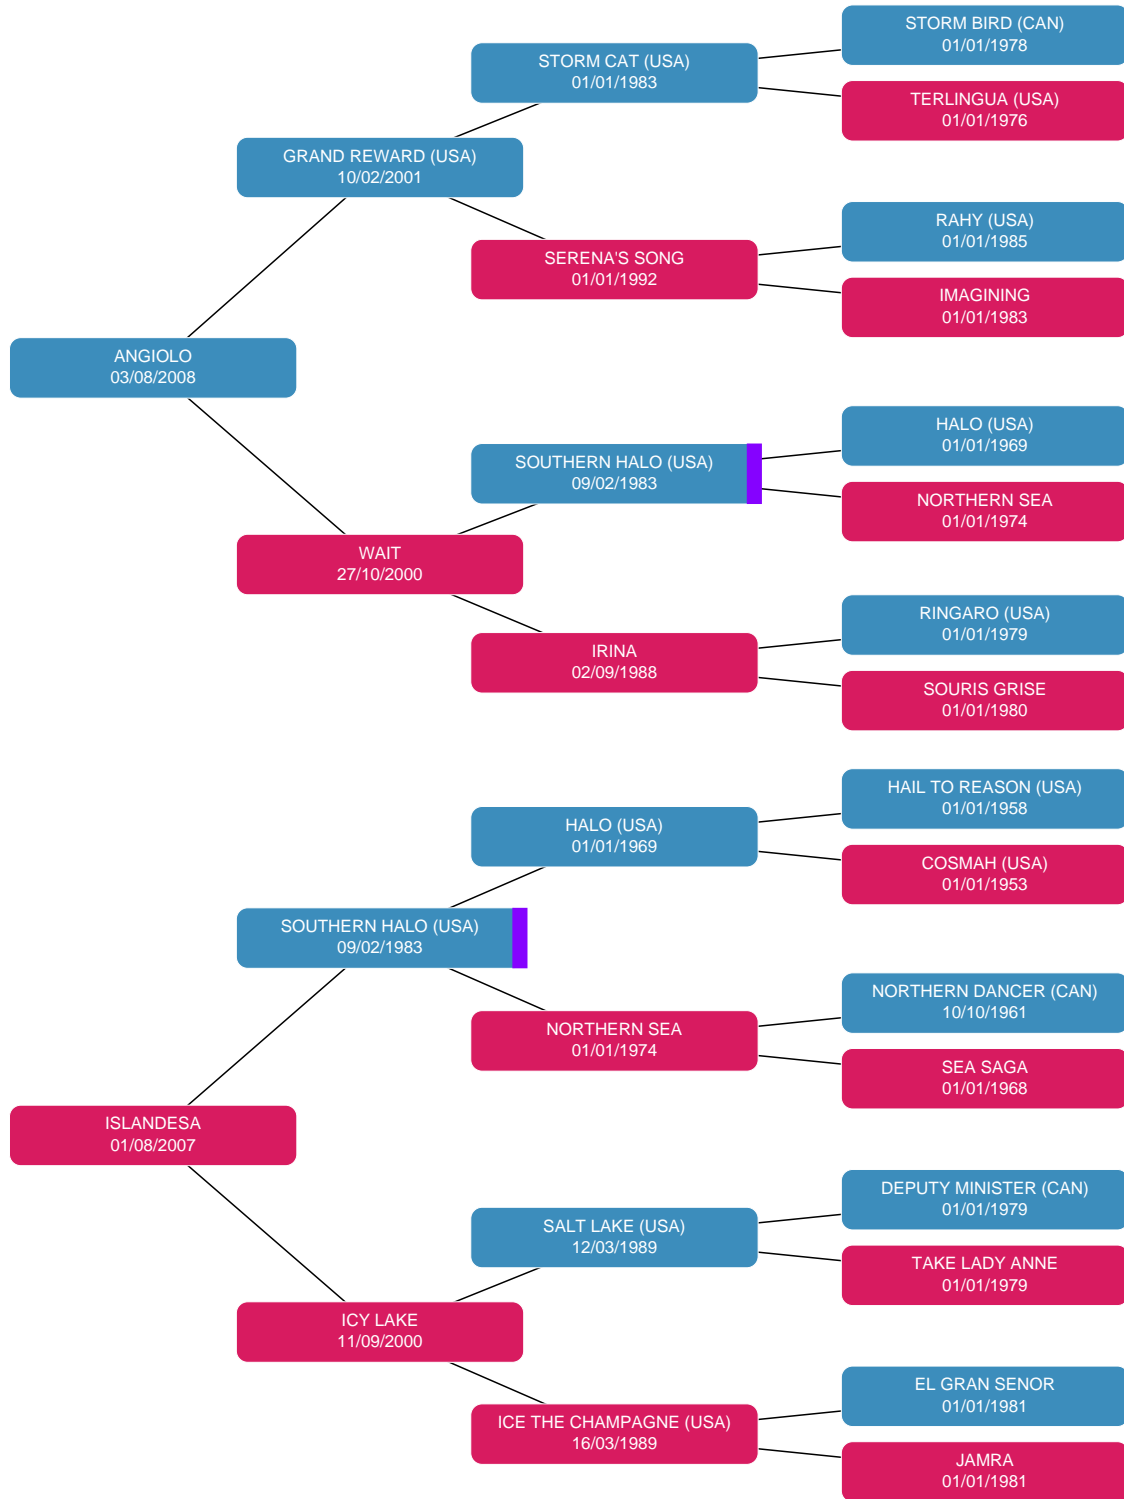 STORM BIRD (CAN)
01/01/1978
STORM CAT (USA)
01/01/1983
TERLINGUA (USA)
01/01/1976
GRAND REWARD (USA)
10/02/2001
RAHY (USA)
01/01/1985
SERENA'S SONG
01/01/1992
IMAGINING
01/01/1983
ANGIOLO
03/08/2008
HALO (USA)
01/01/1969
SOUTHERN HALO (USA)
09/02/1983
NORTHERN SEA
01/01/1974
WAIT
27/10/2000
RINGARO (USA)
01/01/1979
IRINA
02/09/1988
SOURIS GRISE
01/01/1980
HAIL TO REASON (USA)
01/01/1958
HALO (USA)
01/01/1969
COSMAH (USA)
01/01/1953
SOUTHERN HALO (USA)
09/02/1983
NORTHERN DANCER (CAN)
10/10/1961
NORTHERN SEA
01/01/1974
SEA SAGA
01/01/1968
ISLANDESA
01/08/2007
DEPUTY MINISTER (CAN)
01/01/1979
SALT LAKE (USA)
12/03/1989
TAKE LADY ANNE
01/01/1979
ICY LAKE
11/09/2000
EL GRAN SENOR
01/01/1981
ICE THE CHAMPAGNE (USA)
16/03/1989
JAMRA
01/01/1981